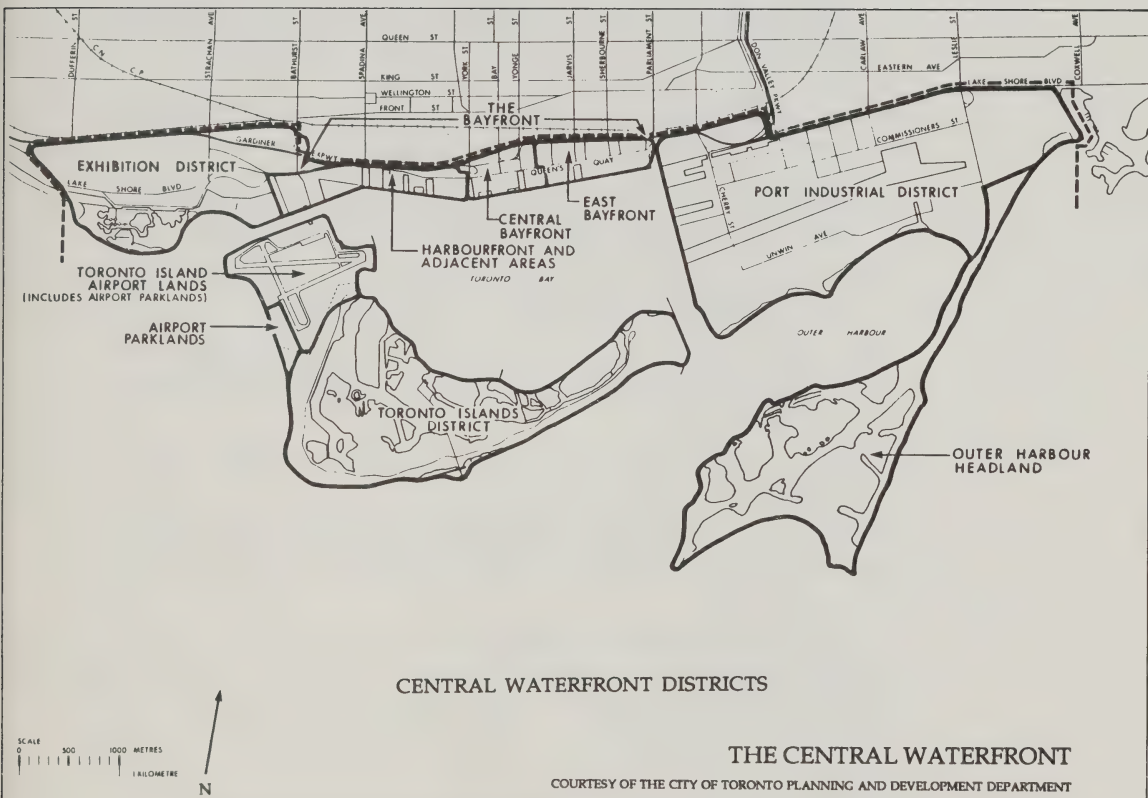 DUFFERIN ST
STRACHAN AVE
BATHURST ST
SPADINA AVE
YORK ST
BAY ST
YONGE ST
JARVIS ST
SHERBOURNE ST
PARLIAMENT ST
DON VALLEY PKWY
CARLAW AVE
LESLIE ST
COXWELL AVE
C N
C P
QUEEN ST
KING ST
WELLINGTON ST
FRONT ST
EASTERN AVE
LAKE SHORE BLVD
THE
BAYFRONT
GARDINER EXPWY
EXHIBITION DISTRICT
LAKE SHORE BLVD
QUEEN'S QUAY
COMMISSIONERS ST
PORT INDUSTRIAL DISTRICT
CHERRY ST
UNWIN AVE
EAST
BAYFRONT
CENTRAL
BAYFRONT
HARBOURFRONT AND
ADJACENT AREAS
TORONTO BAY
TORONTO ISLAND
AIRPORT LANDS
(INCLUDES AIRPORT PARKLANDS)
AIRPORT
PARKLANDS
OUTER HARBOUR
TORONTO ISLANDS
DISTRICT
OUTER HARBOUR
HEADLAND
CENTRAL WATERFRONT DISTRICTS
SCALE
0 500 1000 METRES
1 KILOMETRE
N
THE CENTRAL WATERFRONT
COURTESY OF THE CITY OF TORONTO PLANNING AND DEVELOPMENT DEPARTMENT